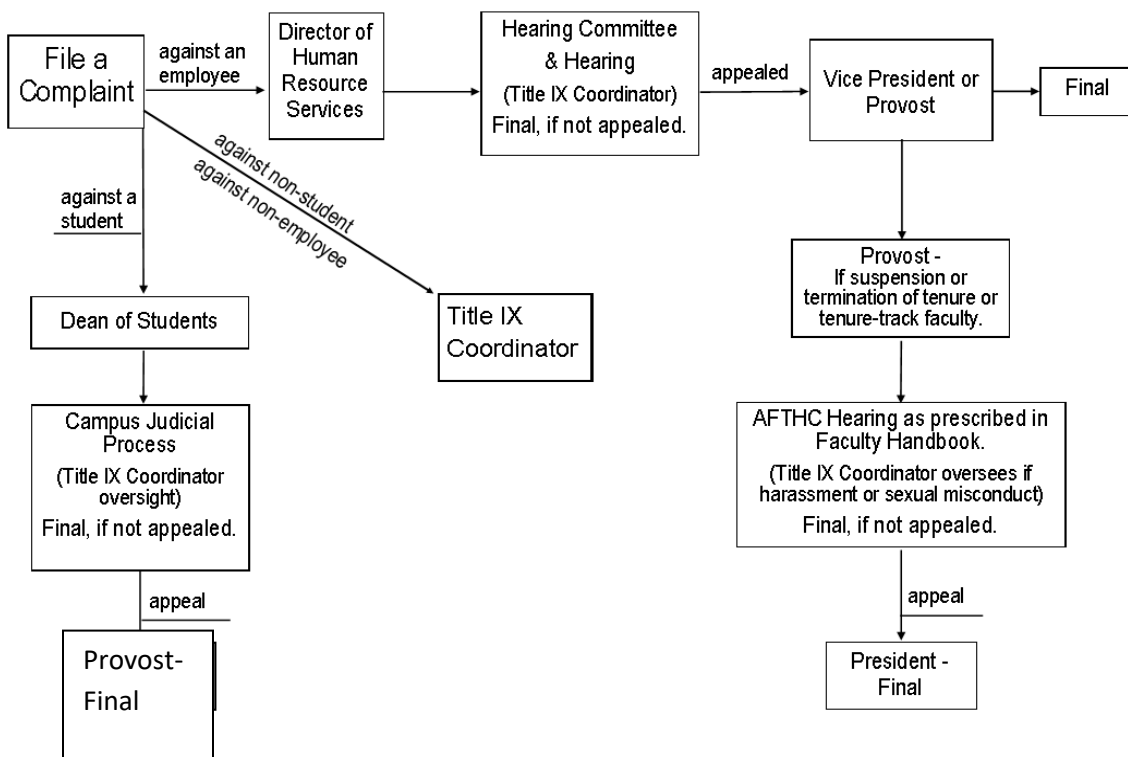 File a
Complaint
against an
employee
Director of
Human
Resource
Services
Hearing Committee
& Hearing
(Title IX Coordinator)
Final, if not appealed.
appealed
Vice President or
Provost
Final
against a
student
against non-student
against non-employee
Title IX
Coordinator
Dean of Students
Campus Judicial
Process
(Title IX Coordinator
oversight)
Final, if not appealed.
appeal
Provost-
Final
Provost -
If suspension or
termination of tenure or
tenure-track faculty.
AFTHC Hearing as prescribed in
Faculty Handbook.
(Title IX Coordinator oversees if
harassment or sexual misconduct)
Final, if not appealed.
appeal
President -
Final